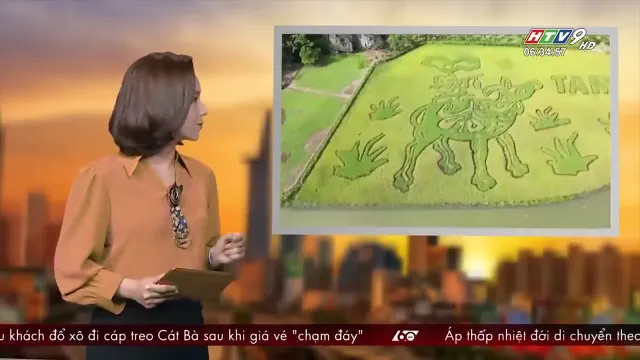 HTV9 HD
06:34:57
TAM
u khách đổ xô đi cáp treo Cát Bà sau khi giá vé "chạm đáy" 60 Áp thấp nhiệt đới di chuyển theo